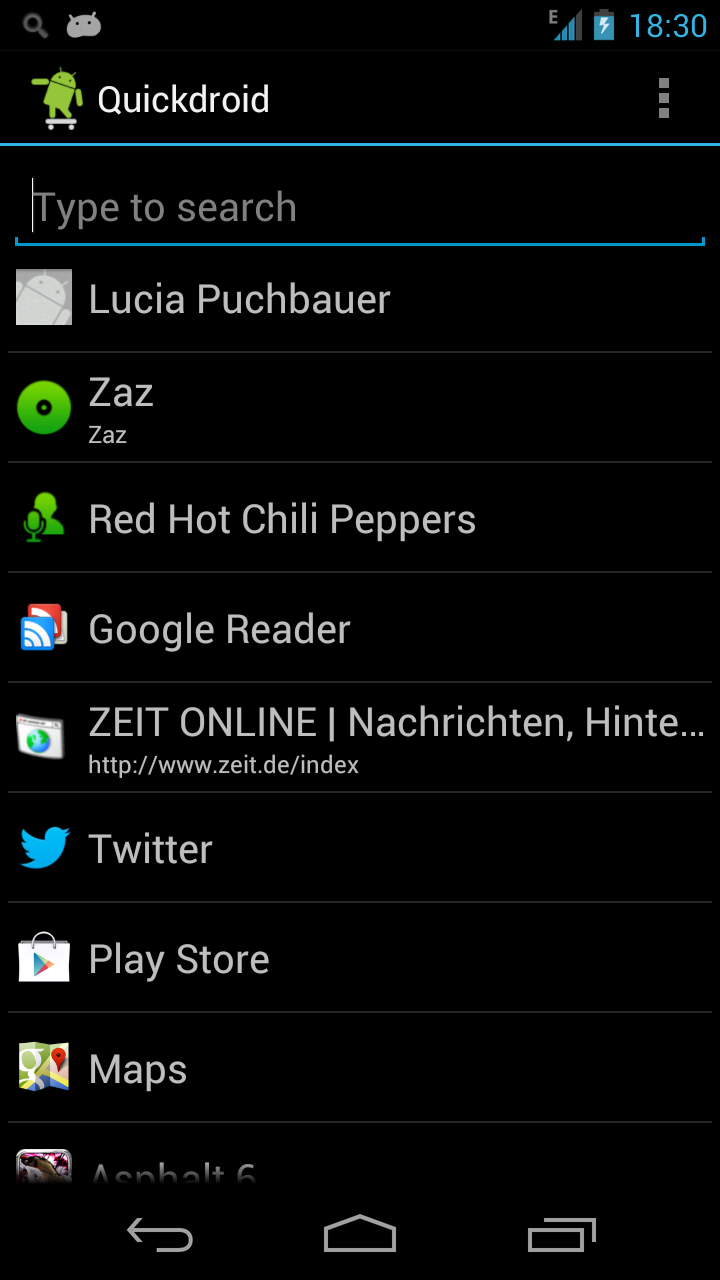 E 18:30
Quickdroid
Type to search
Lucia Puchbauer
Zaz
Zaz
Red Hot Chili Peppers
Google Reader
ZEIT ONLINE | Nachrichten, Hinte...
http://www.zeit.de/index
Twitter
Play Store
Maps
Asphalt 6